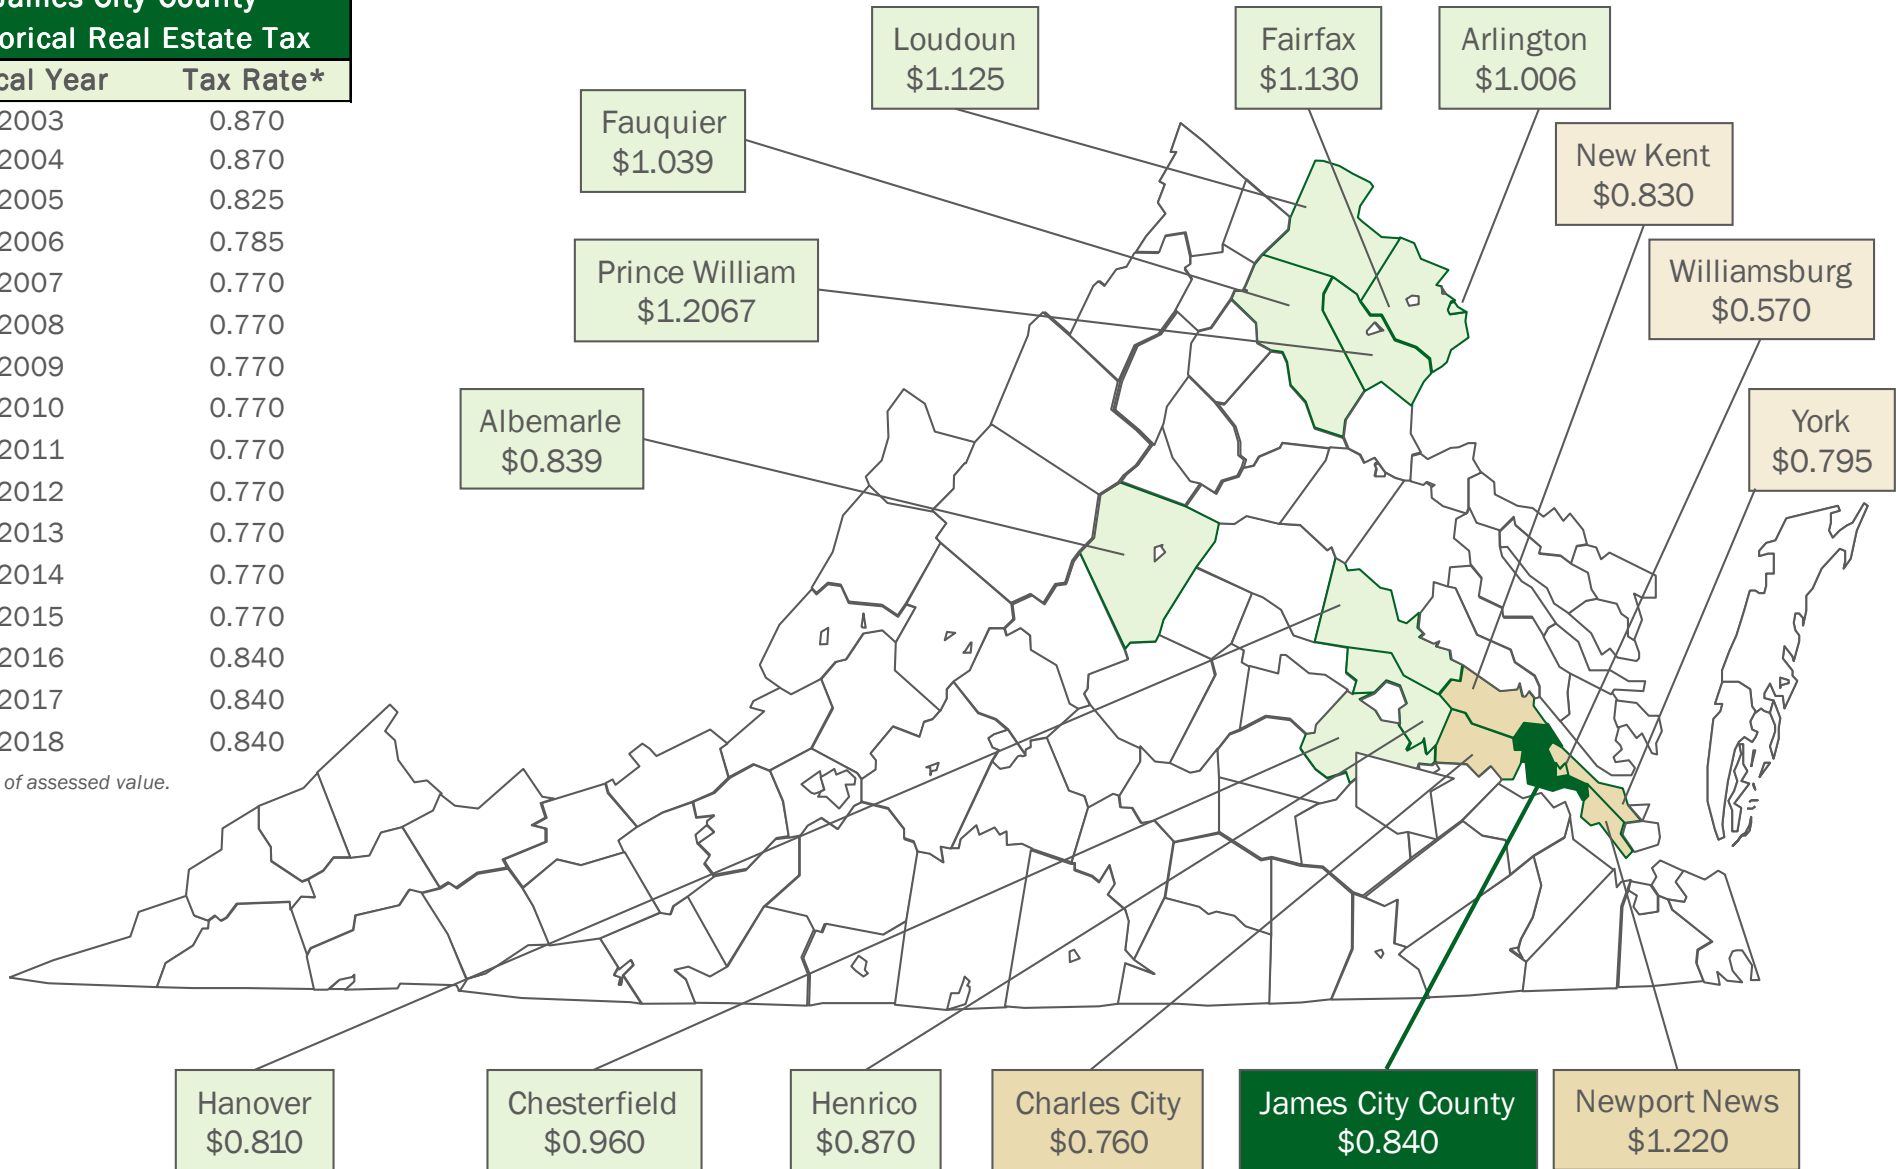 James City County
orical Real Estate Tax
cal Year Tax Rate*
2003 0.870
2004 0.870
2005 0.825
2006 0.785
2007 0.770
2008 0.770
2009 0.770
2010 0.770
2011 0.770
2012 0.770
2013 0.770
2014 0.770
2015 0.770
2016 0.840
2017 0.840
2018 0.840
of assessed value.
Loudoun
$1.125
Fairfax
$1.130
Arlington
$1.006
Fauquier
$1.039
New Kent
$0.830
Prince William
$1.2067
Williamsburg
$0.570
Albemarle
$0.839
York
$0.795
Hanover
$0.810
Chesterfield
$0.960
Henrico
$0.870
Charles City
$0.760
James City County
$0.840
Newport News
$1.220